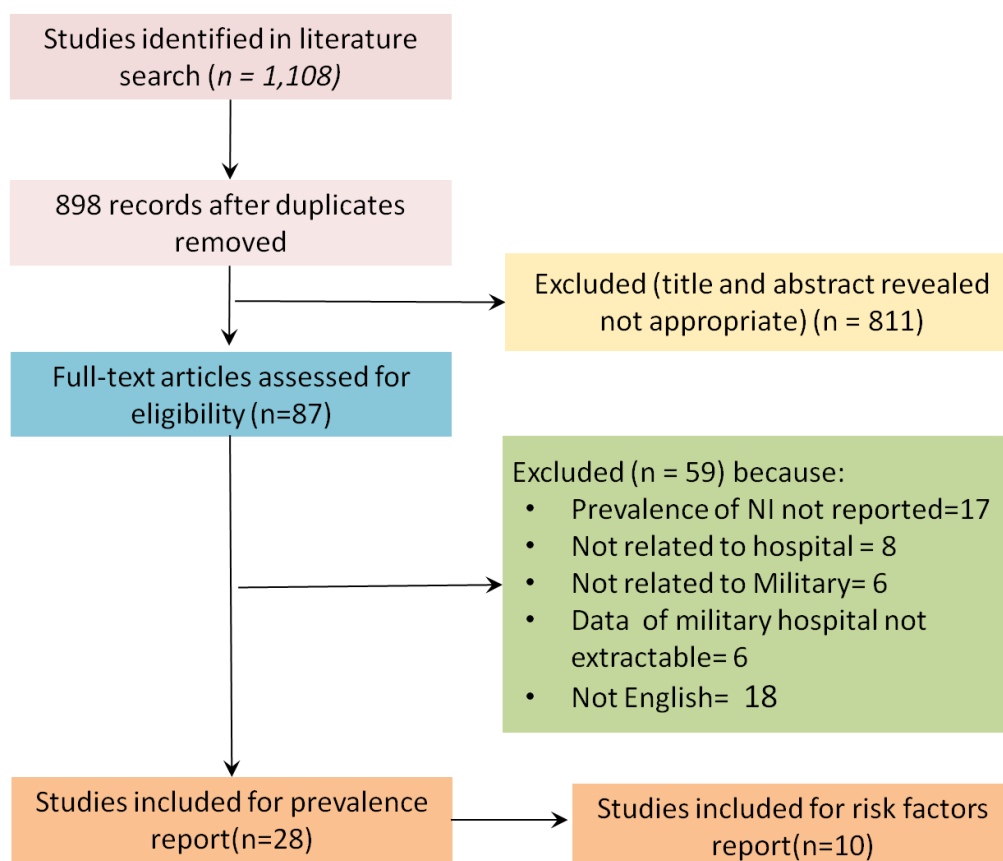 Studies identified in literature
search (n = 1,108)
898 records after duplicates
removed
Excluded (title and abstract revealed
not appropriate) (n = 811)
Full-text articles assessed for
eligibility (n=87)
Excluded (n = 59) because:
• Prevalence of NI not reported=17
• Not related to hospital = 8
• Not related to Military= 6
• Data of military hospital not
extractable= 6
• Not English= 18
Studies included for prevalence
report(n=28)
Studies included for risk factors
report(n=10)